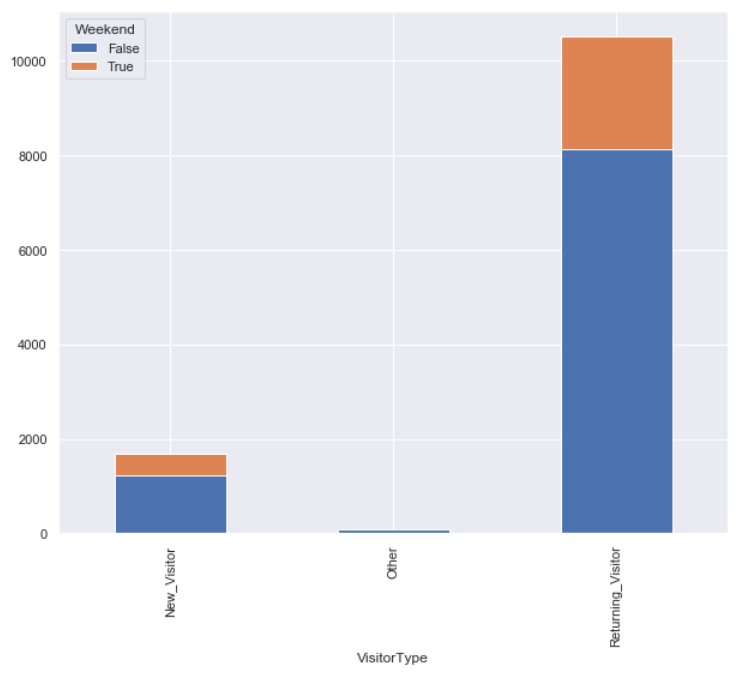 Weekend
False
True
10000
8000
6000
4000
2000
0
New_Visitor
Other
Returning_Visitor
VisitorType